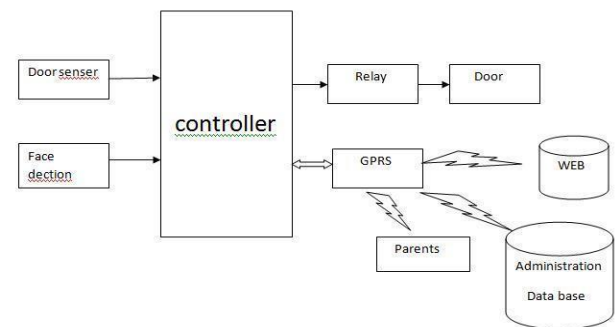 Door senser
Relay
Door
controller
Face
dection
GPRS
WEB
Parents
Administration
Data base